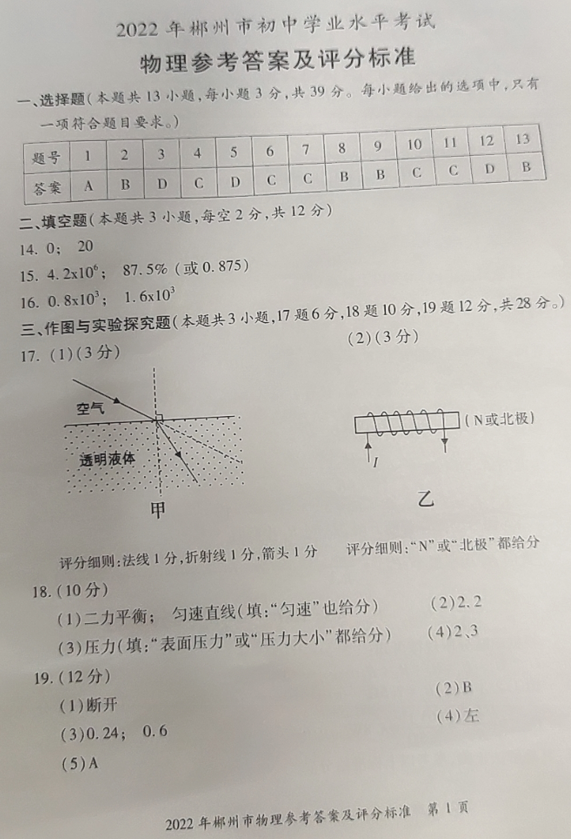 2022年郴州市初中学业水平考试
物理参考答案及评分标准
一、选择题(本题共13小题,每小题3分,共39分。每小题给出的选项中,只有
一项符合题目要求。)
题号 1 2 3 4 5 6 7 8 9 10 11 12 13
答案 A B D C D C C B B C C D B
二、填空题(本题共3小题,每空2分,共12分)
14. 0; 20
15. 4.2x10⁶; 87.5%(或0.875)
16. 0.8x10³; 1.6x10³
三、作图与实验探究题(本题共3小题,17题6分,18题10分,19题12分,共28分。)
17. (1)(3分) (2)(3分)
空气
透明液体
甲
(N或北极)
I
乙
评分细则:法线1分,折射线1分,箭头1分 评分细则:“N”或“北极”都给分
18. (10分)
(1)二力平衡; 匀速直线(填:“匀速”也给分) (2)2.2
(3)压力(填:“表面压力”或“压力大小”都给分) (4)2、3
19. (12分)
(1)断开 (2)B
(3)0.24; 0.6 (4)左
(5)A
2022年郴州市物理参考答案及评分标准 第1页